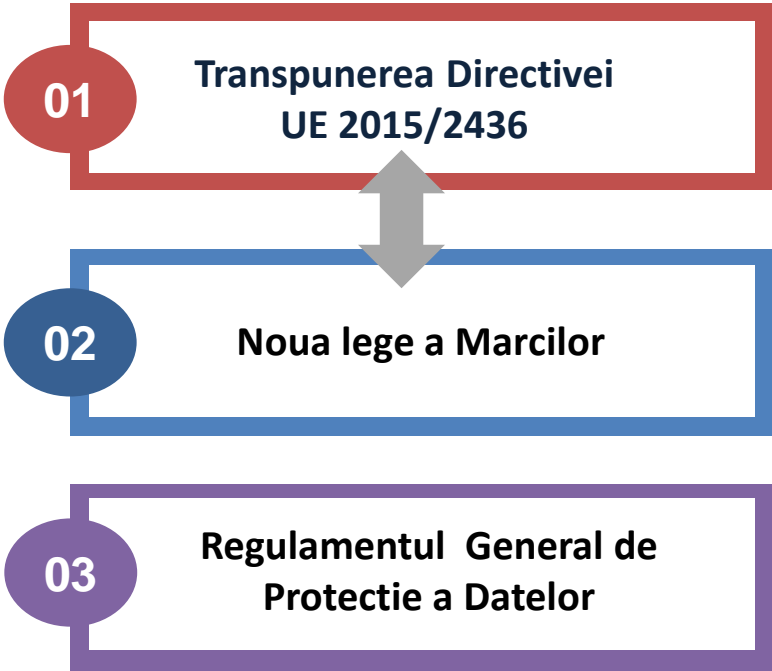 01
Transpunerea Directivei
UE 2015/2436
02
Noua lege a Marcilor
03
Regulamentul General de
Protectie a Datelor